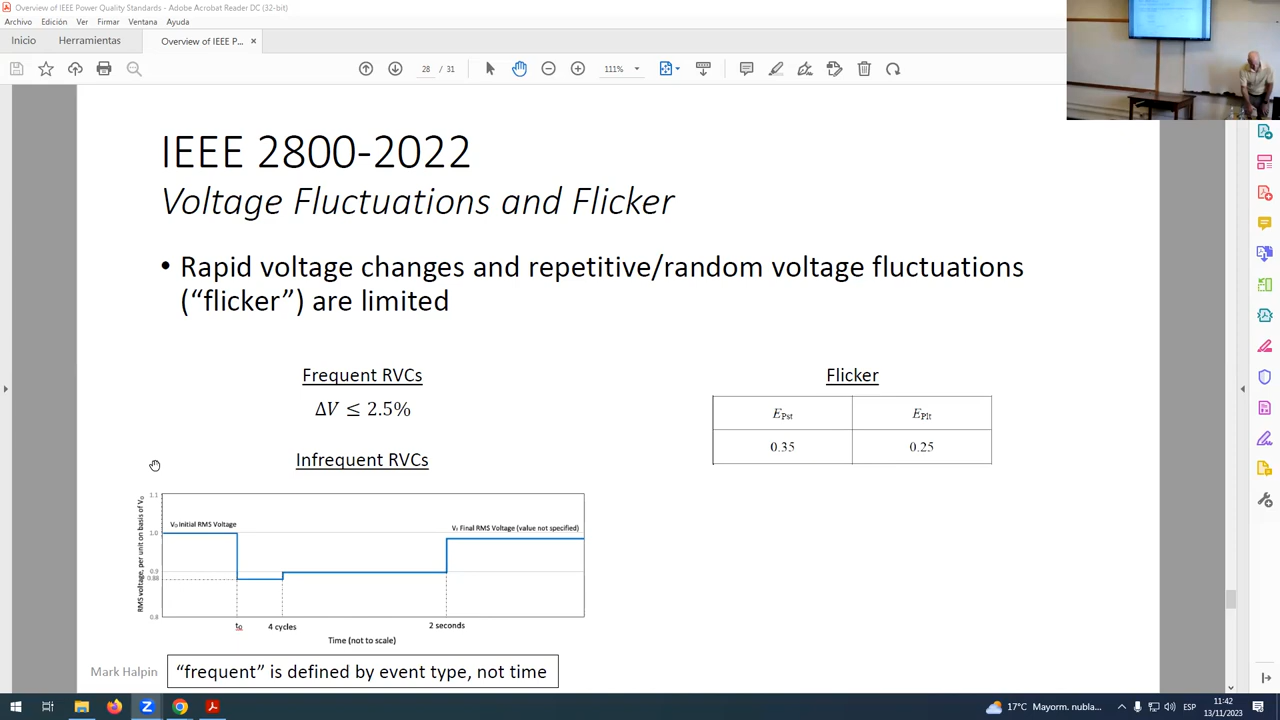 Overview of IEEE Power Quality Standards - Adobe Acrobat Reader DC (32-bit)
Archivo Edición Ver Firmar Ventana Ayuda
Inicio Herramientas Overview of IEEE P... ×
28 / 31 111%
IEEE 2800-2022
Voltage Fluctuations and Flicker
• Rapid voltage changes and repetitive/random voltage fluctuations
(“flicker”) are limited
Frequent RVCs
ΔV ≤ 2.5%
Infrequent RVCs
Flicker
E_Pst E_Plt
0.35 0.25
RMS voltage, per unit on basis of V₀
1.1
1.0
0.9
0.88
0.8
V₀ Initial RMS Voltage
Vf Final RMS Voltage (value not specified)
t₀ 4 cycles 2 seconds
Time (not to scale)
Mark Halpin
“frequent” is defined by event type, not time
17°C Mayorm. nubla... ESP
11:42
13/11/2023